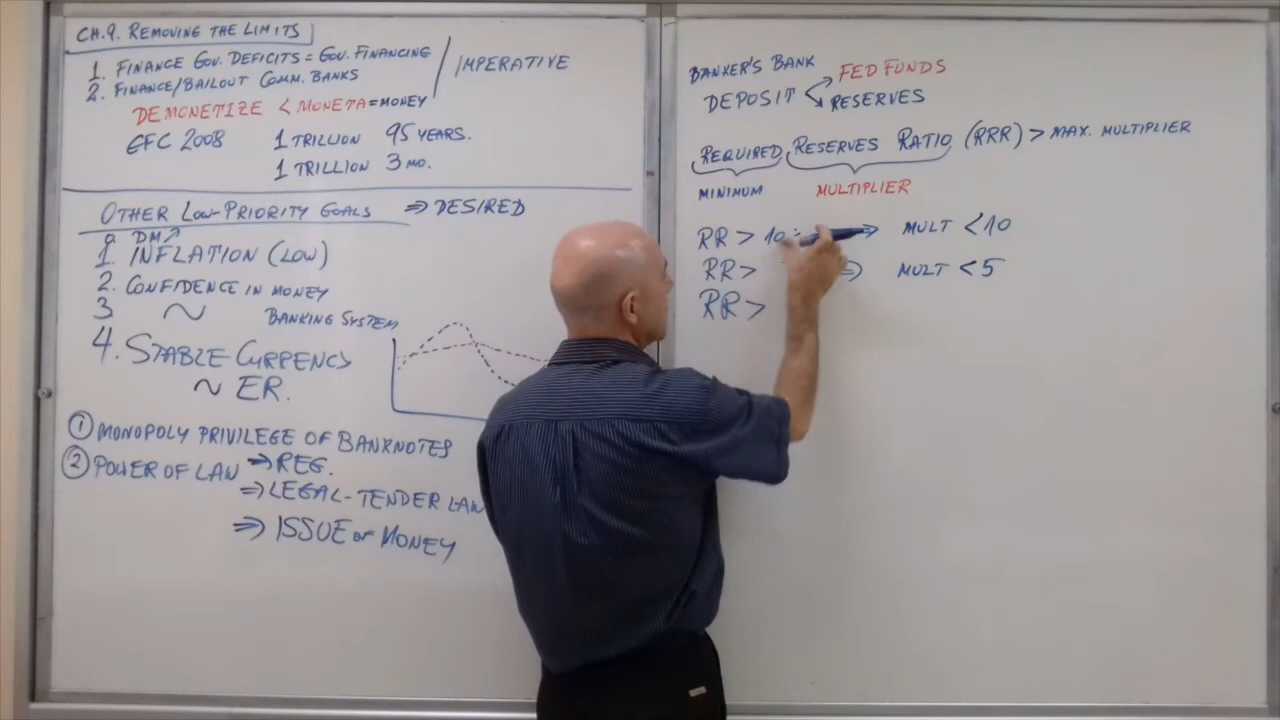 CH.9. REMOVING THE LIMITS
1. FINANCE GOV. DEFICITS = GOV. FINANCING
2. FINANCE/BAILOUT COMM. BANKS
IMPERATIVE
DEMONETIZE < MONETA = MONEY
GFC 2008 1 TRILLION 95 YEARS.
1 TRILLION 3 MO.
OTHER LOW-PRIORITY GOALS ⇒ DESIRED
0. DM↗
1. INFLATION (LOW)
2. CONFIDENCE IN MONEY
3 ~ BANKING SYSTEM
4. STABLE CURRENCY
~ ER.
① MONOPOLY PRIVILEGE OF BANKNOTES
② POWER OF LAW ⇒ REG.
⇒ LEGAL-TENDER LAW
⇒ ISSUE OF MONEY
BANKER'S BANK
DEPOSIT FED FUNDS
RESERVES
REQUIRED RESERVES RATIO (RRR) > MAX. MULTIPLIER
MINIMUM MULTIPLIER
RR > 10 ⇒ MULT < 10
RR > ⇒ MULT < 5
RR >